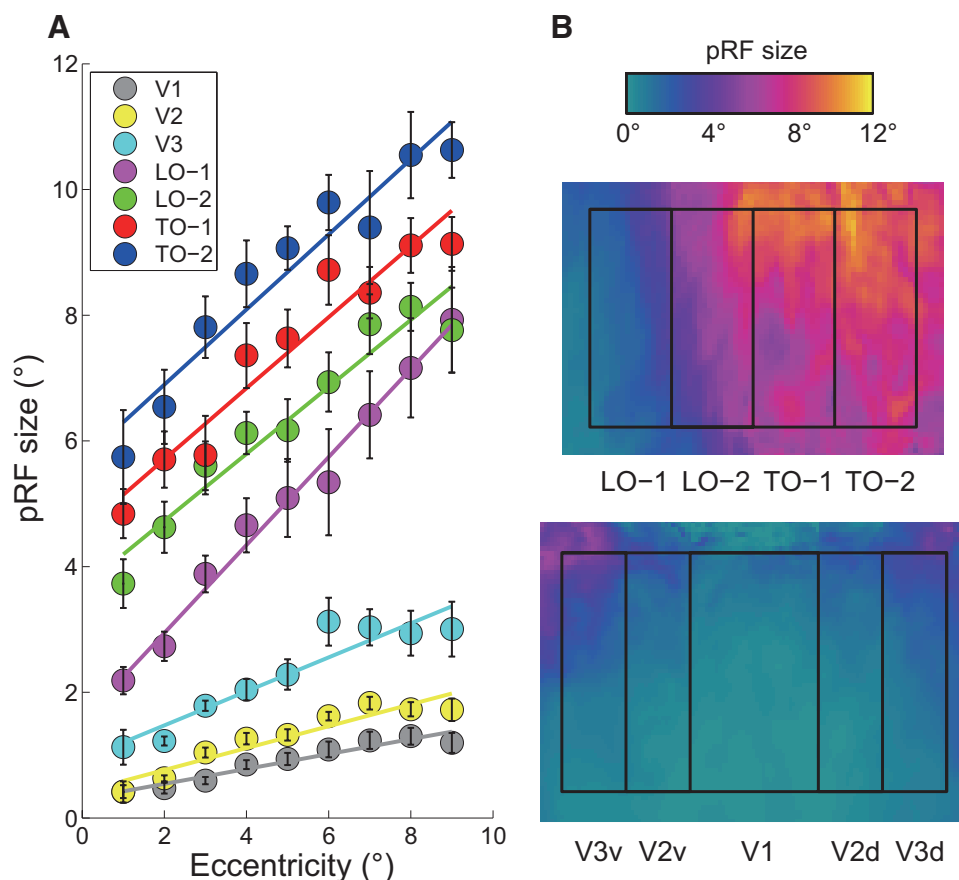 A
12
10
8
6
4
2
0
pRF size (°)
V1
V2
V3
LO-1
LO-2
TO-1
TO-2
0 2 4 6 8 10
Eccentricity (°)
B
pRF size
0° 4° 8° 12°
LO-1 LO-2 TO-1 TO-2
V3v V2v V1 V2d V3d